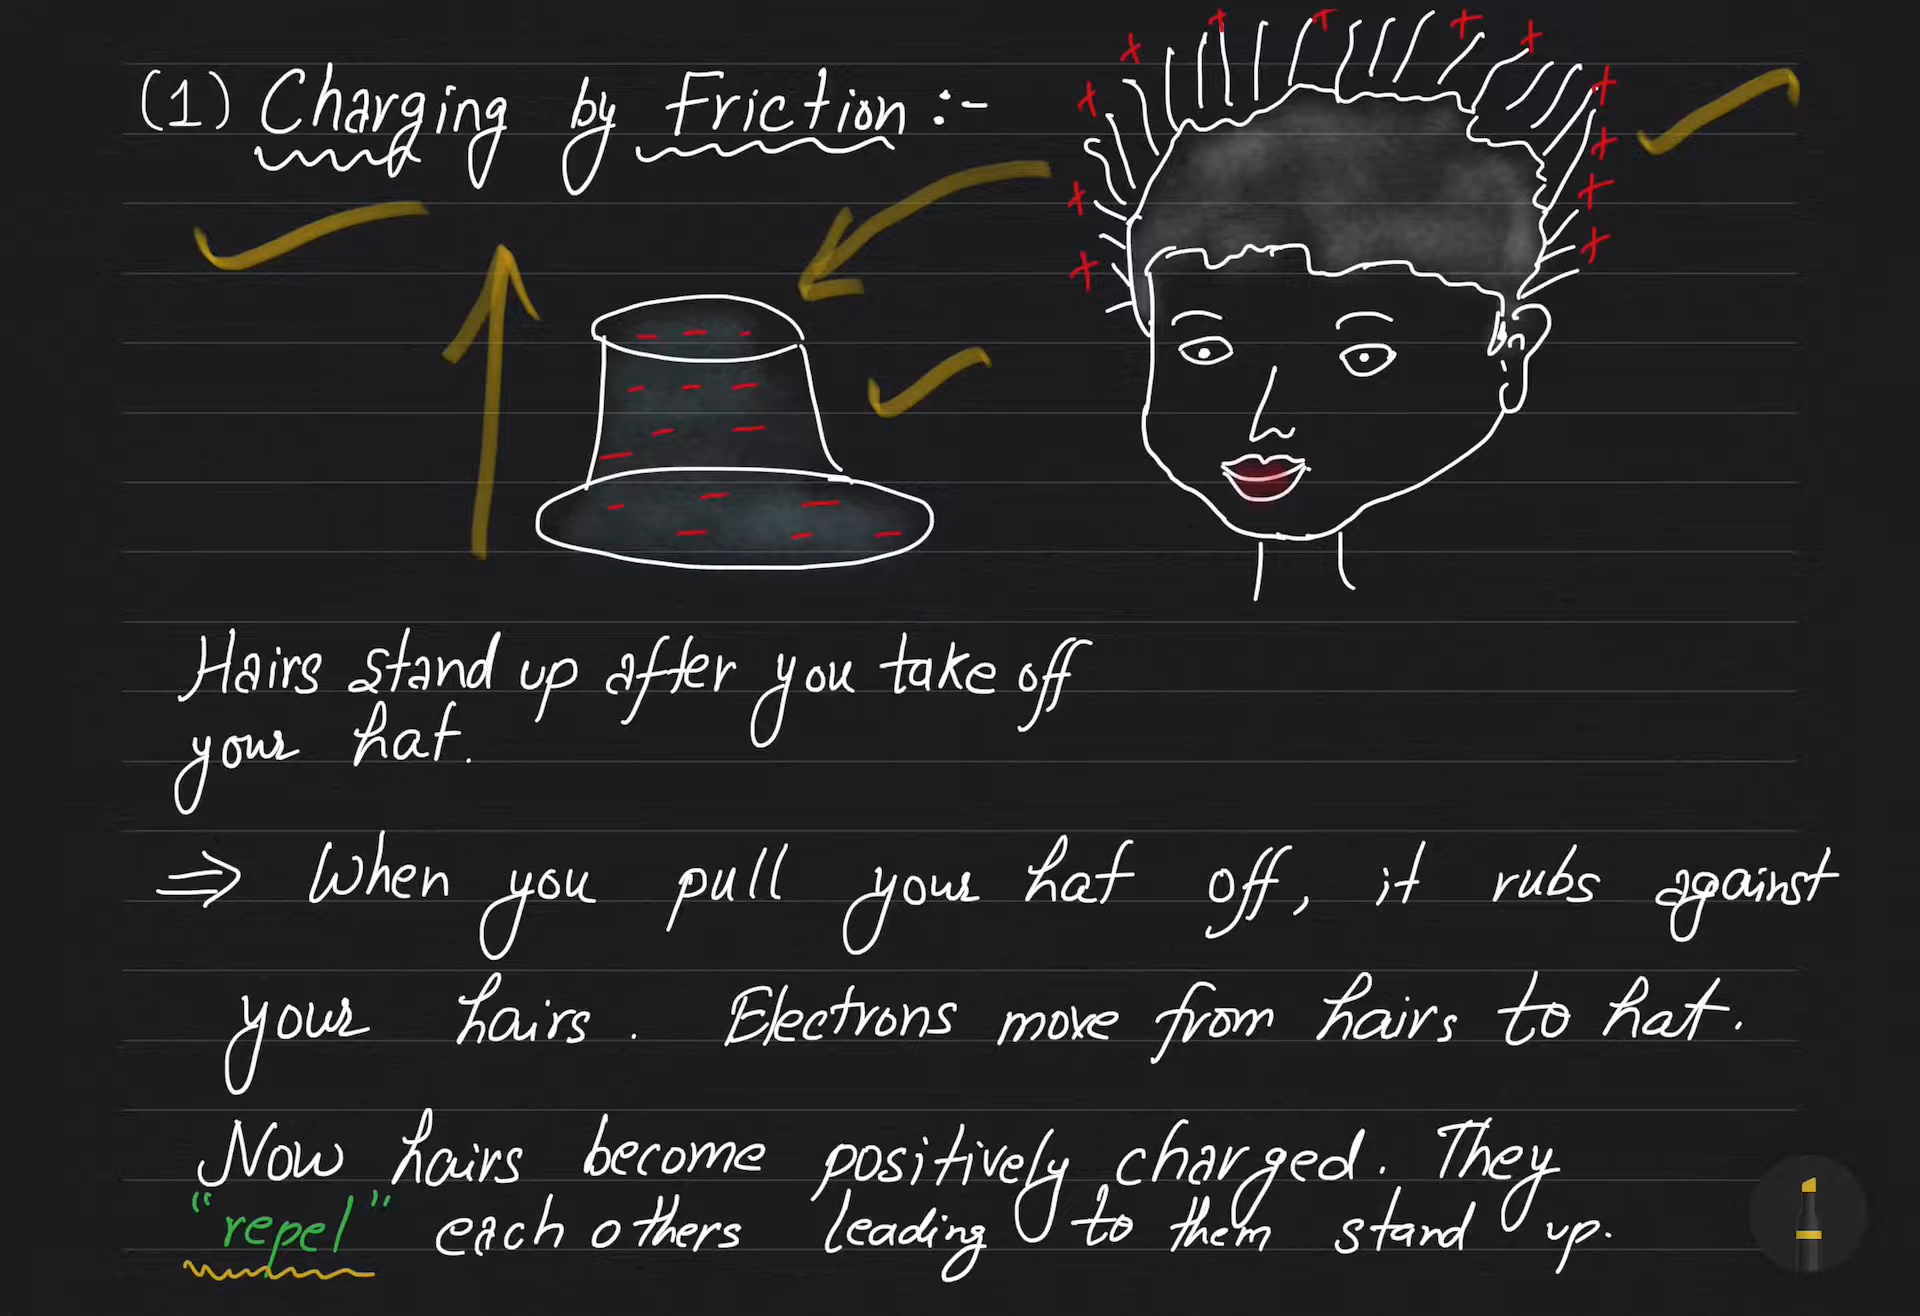 (1) Charging by Friction :-
Hairs stand up after you take off
your hat.
⇒ When you pull your hat off, it rubs against
your hairs. Electrons move from hairs to hat.
Now hairs become positively charged. They
"repel" each others leading to them stand up.